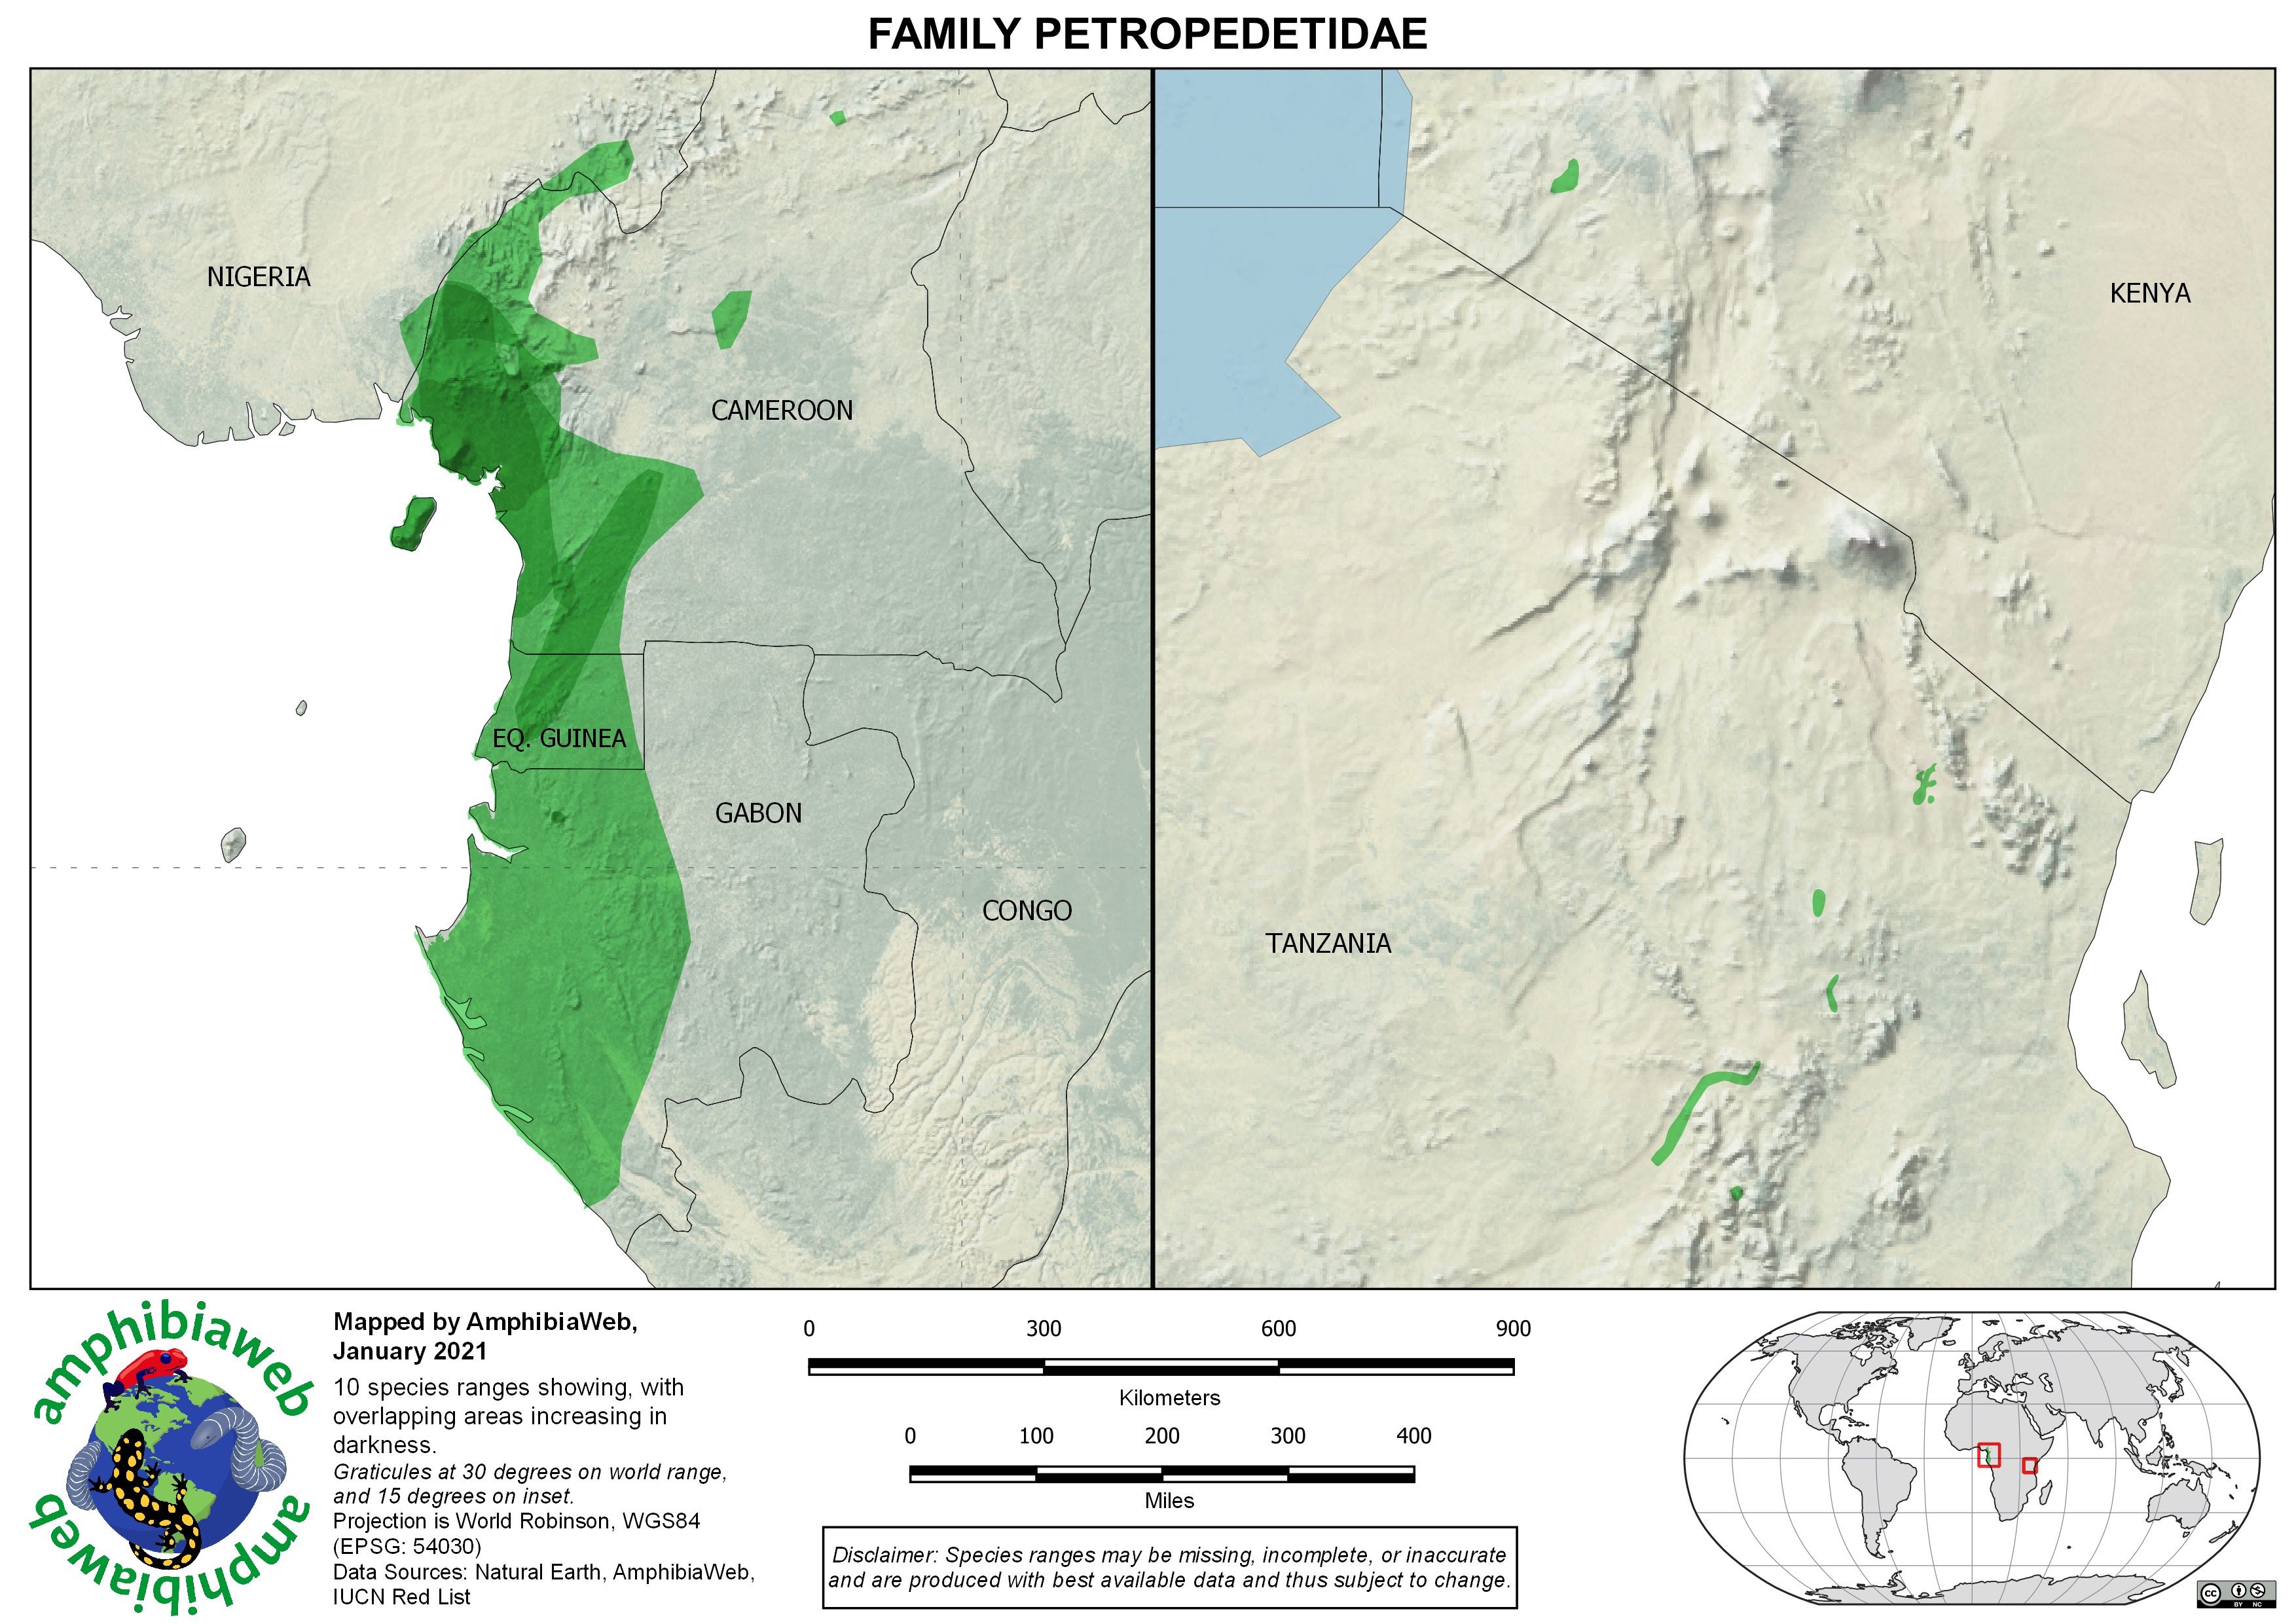 FAMILY PETROPEDETIDAE
NIGERIA
CAMEROON
EQ. GUINEA
GABON
CONGO
KENYA
TANZANIA
amphibiaweb
amphibiaweb
Mapped by AmphibiaWeb,
January 2021
10 species ranges showing, with
overlapping areas increasing in
darkness.
Graticules at 30 degrees on world range,
and 15 degrees on inset.
Projection is World Robinson, WGS84
(EPSG: 54030)
Data Sources: Natural Earth, AmphibiaWeb,
IUCN Red List
0 300 600 900
Kilometers
0 100 200 300 400
Miles
Disclaimer: Species ranges may be missing, incomplete, or inaccurate
and are produced with best available data and thus subject to change.
cc
BY NC